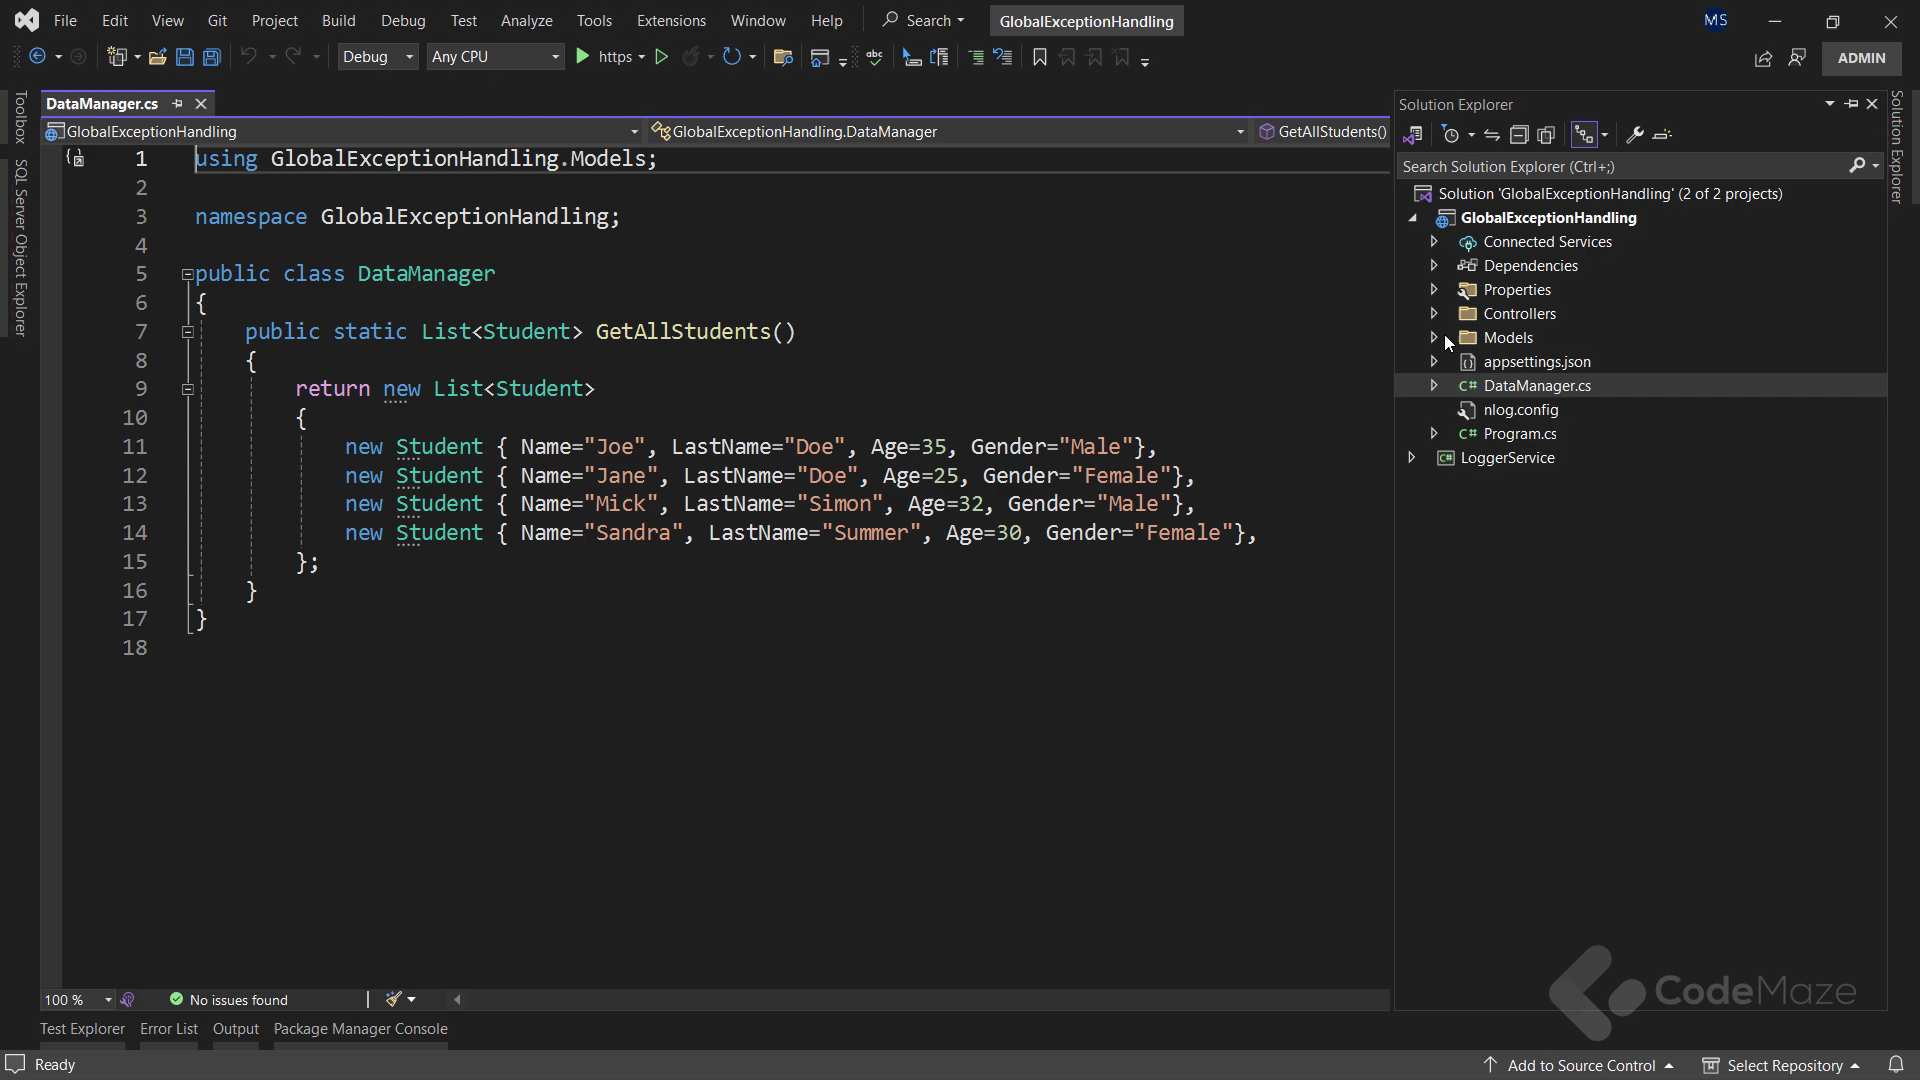 File Edit View Git Project Build Debug Test Analyze Tools Extensions Window Help Search GlobalExceptionHandling MS
Debug Any CPU https abc ADMIN
Toolbox
SQL Server Object Explorer
DataManager.cs
GlobalExceptionHandling GlobalExceptionHandling.DataManager GetAllStudents()
1 using GlobalExceptionHandling.Models;
2
3 namespace GlobalExceptionHandling;
4
5 public class DataManager
6 {
7 public static List<Student> GetAllStudents()
8 {
9 return new List<Student>
10 {
11 new Student { Name="Joe", LastName="Doe", Age=35, Gender="Male"},
12 new Student { Name="Jane", LastName="Doe", Age=25, Gender="Female"},
13 new Student { Name="Mick", LastName="Simon", Age=32, Gender="Male"},
14 new Student { Name="Sandra", LastName="Summer", Age=30, Gender="Female"},
15 };
16 }
17 }
18
100 % No issues found
Solution Explorer
Search Solution Explorer (Ctrl+;)
Solution 'GlobalExceptionHandling' (2 of 2 projects)
GlobalExceptionHandling
Connected Services
Dependencies
Properties
Controllers
Models
appsettings.json
C# DataManager.cs
nlog.config
C# Program.cs
C# LoggerService
Solution Explorer
CodeMaze
Test Explorer Error List Output Package Manager Console
Ready Add to Source Control Select Repository